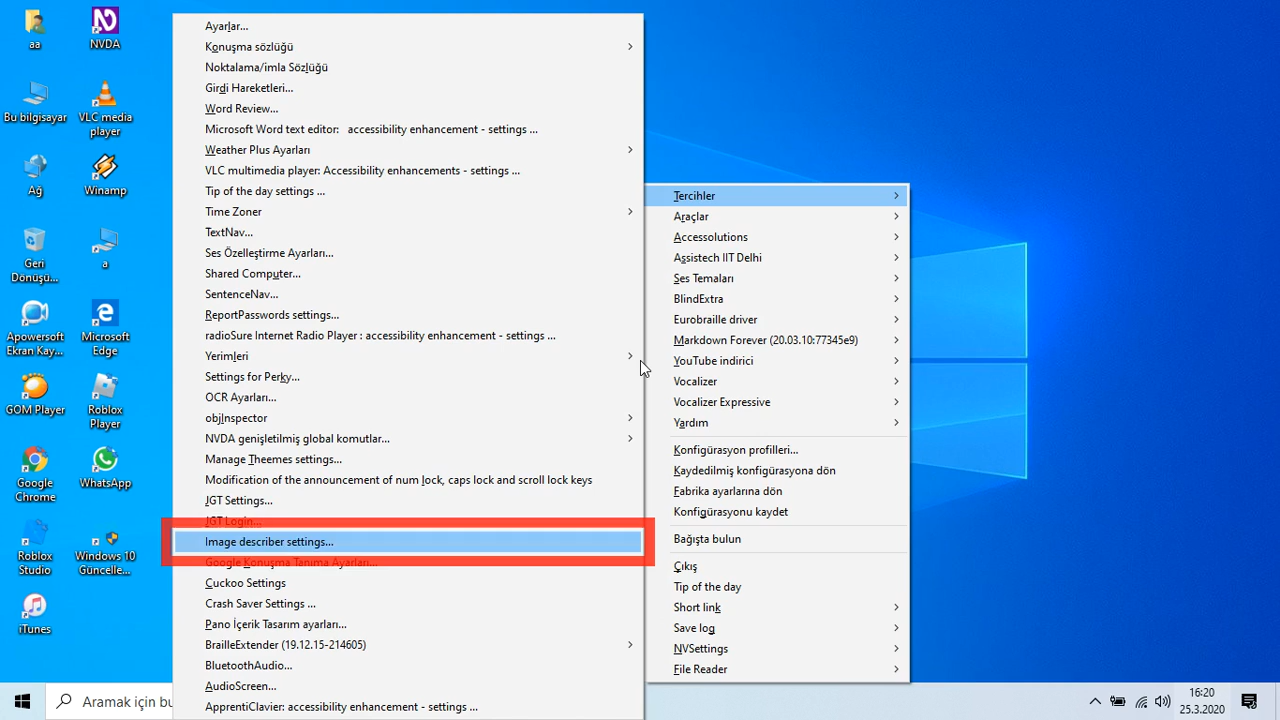 aa
NVDA
Bu bilgisayar
VLC media
player
Ağ
Winamp
Geri
Dönüşü...
a
Apowersoft
Ekran Kay...
Microsoft
Edge
GOM Player
Roblox
Player
Google
Chrome
WhatsApp
Roblox
Studio
Windows 10
Güncelle...
iTunes
Ayarlar...
Konuşma sözlüğü
Noktalama/imla Sözlüğü
Girdi Hareketleri...
Word Review...
Microsoft Word text editor: accessibility enhancement - settings ...
Weather Plus Ayarları
VLC multimedia player: Accessibility enhancements - settings ...
Tip of the day settings ...
Time Zoner
TextNav...
Ses Özelleştirme Ayarları...
Shared Computer...
SentenceNav...
ReportPasswords settings...
radioSure Internet Radio Player : accessibility enhancement - settings ...
Yerimleri
Settings for Perky...
OCR Ayarları...
objInspector
NVDA genişletilmiş global komutlar...
Manage Theemes settings...
Modification of the announcement of num lock, caps lock and scroll lock keys
JGT Settings...
JGT Login...
Image describer settings...
Google Konuşma Tanıma Ayarları...
Cuckoo Settings
Crash Saver Settings ...
Pano İçerik Tasarım ayarları...
BrailleExtender (19.12.15-214605)
BluetoothAudio...
AudioScreen...
ApprentiClavier: accessibility enhancement - settings ...
Tercihler
Araçlar
Accessolutions
Assistech IIT Delhi
Ses Temaları
BlindExtra
Eurobraille driver
Markdown Forever (20.03.10:77345e9)
YouTube indirici
Vocalizer
Vocalizer Expressive
Yardım
Konfigürasyon profilleri...
Kaydedilmiş konfigürasyona dön
Fabrika ayarlarına dön
Konfigürasyonu kaydet
Bağışta bulun
Çıkış
Tip of the day
Short link
Save log
NVSettings
File Reader
Aramak için bu
16:20
25.3.2020